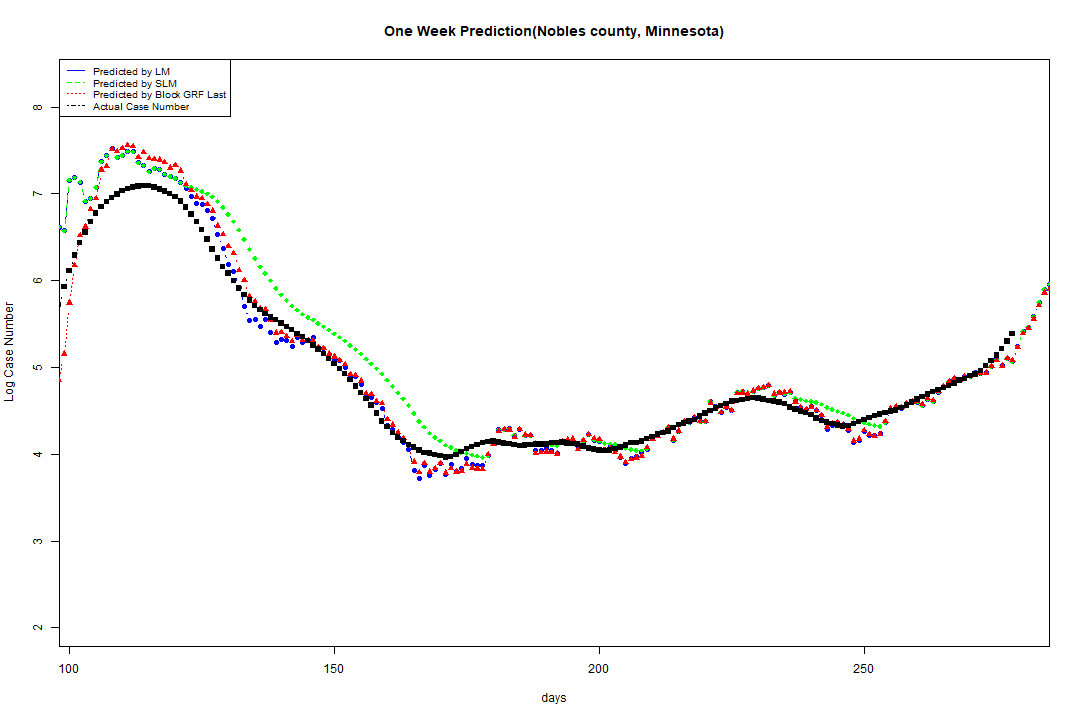 One Week Prediction(Nobles county, Minnesota)
Predicted by LM
Predicted by SLM
Predicted by Block GRF Last
Actual Case Number
8
7
6
5
4
3
2
Log Case Number
100 150 200 250
days